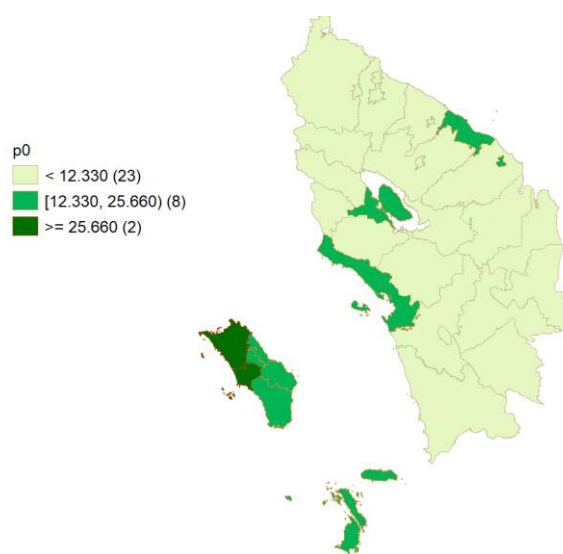 p0
< 12.330 (23)
[12.330, 25.660) (8)
>= 25.660 (2)